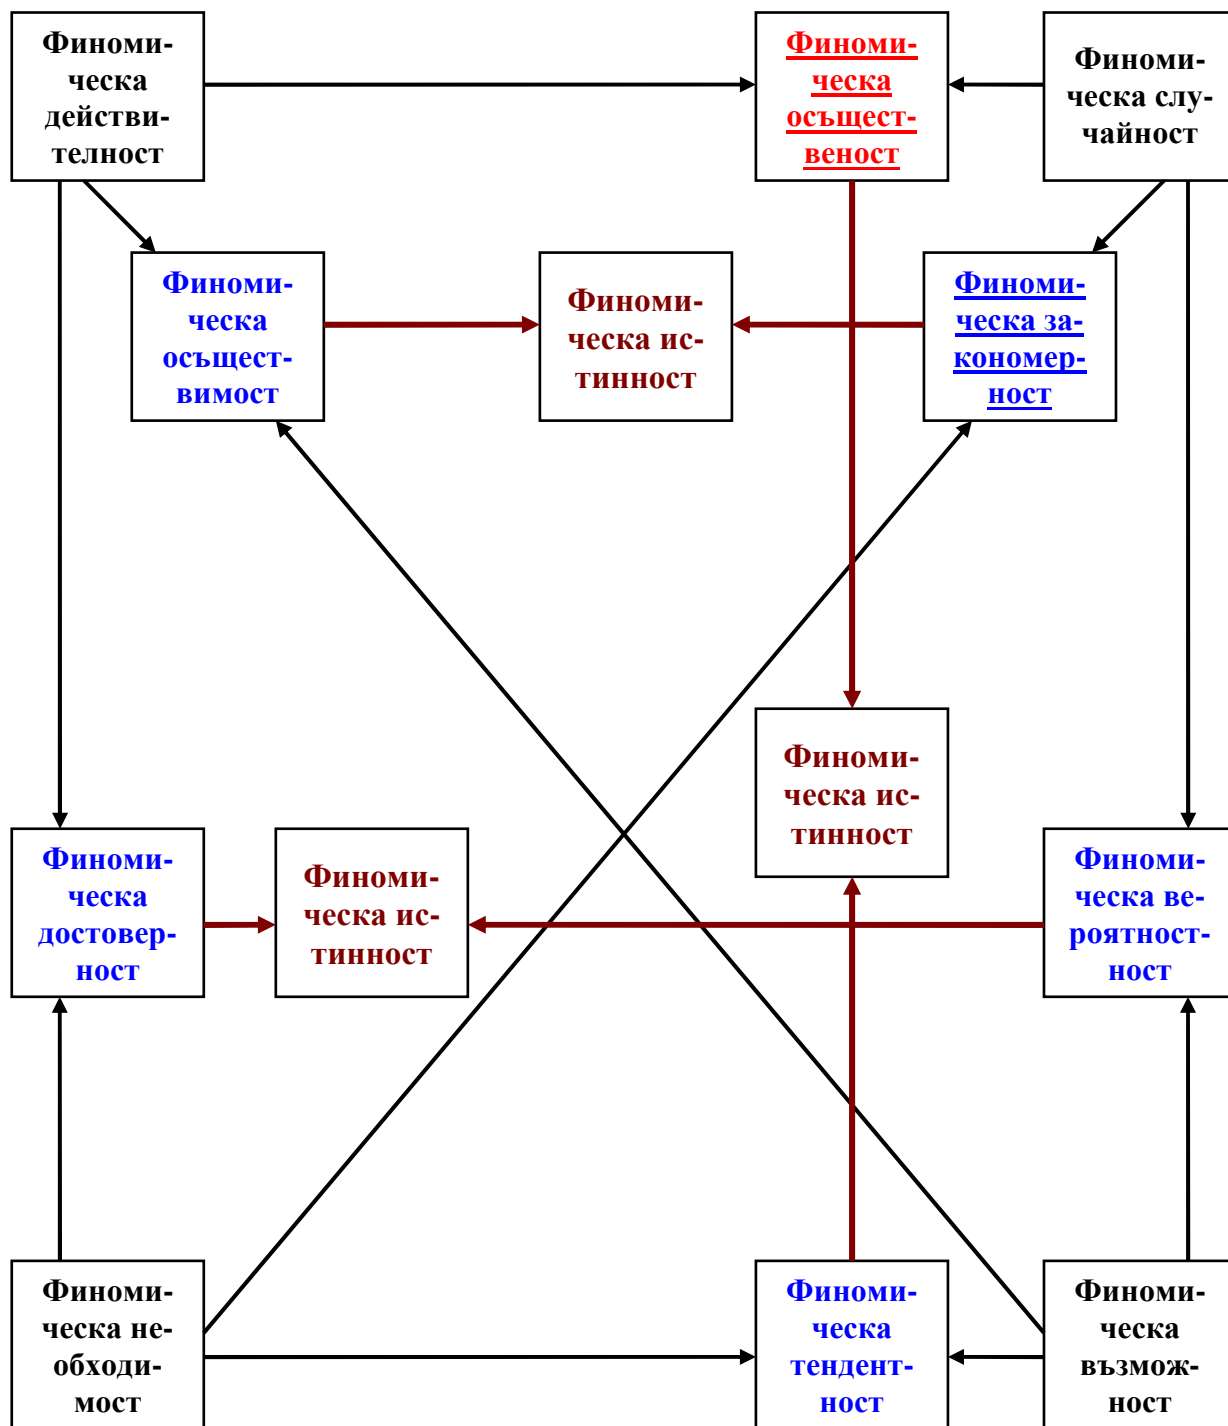 Финоми-
ческа
действи-
телност
Финоми-
ческа
осъщест-
веност
Финоми-
ческа слу-
чайност
Финоми-
ческа
осъщест-
вимост
Финоми-
ческа ис-
тинност
Финоми-
ческа за-
кономер-
ност
Финоми-
ческа ис-
тинност
Финоми-
ческа
достовер-
ност
Финоми-
ческа ис-
тинност
Финоми-
ческа ве-
роятност-
ност
Финоми-
ческа не-
обходи-
мост
Финоми-
ческа
тендент-
ност
Финоми-
ческа
възмож-
ност